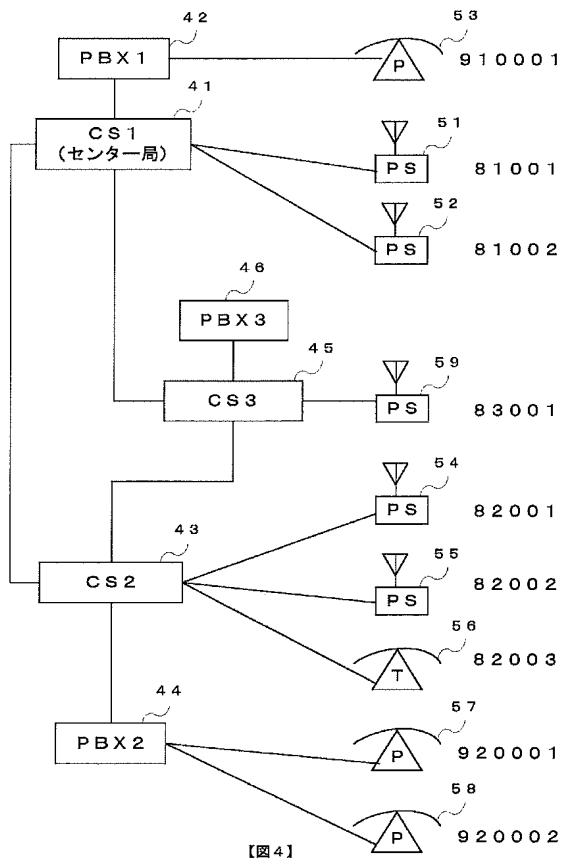 42
53
PBX1
P
910001
41
CS1
(センター局)
51
PS
81001
52
PS
81002
46
PBX3
45
59
CS3
PS
83001
54
PS
82001
43
55
CS2
PS
82002
56
T
82003
44
57
PBX2
P
920001
58
P
920002
【図4】